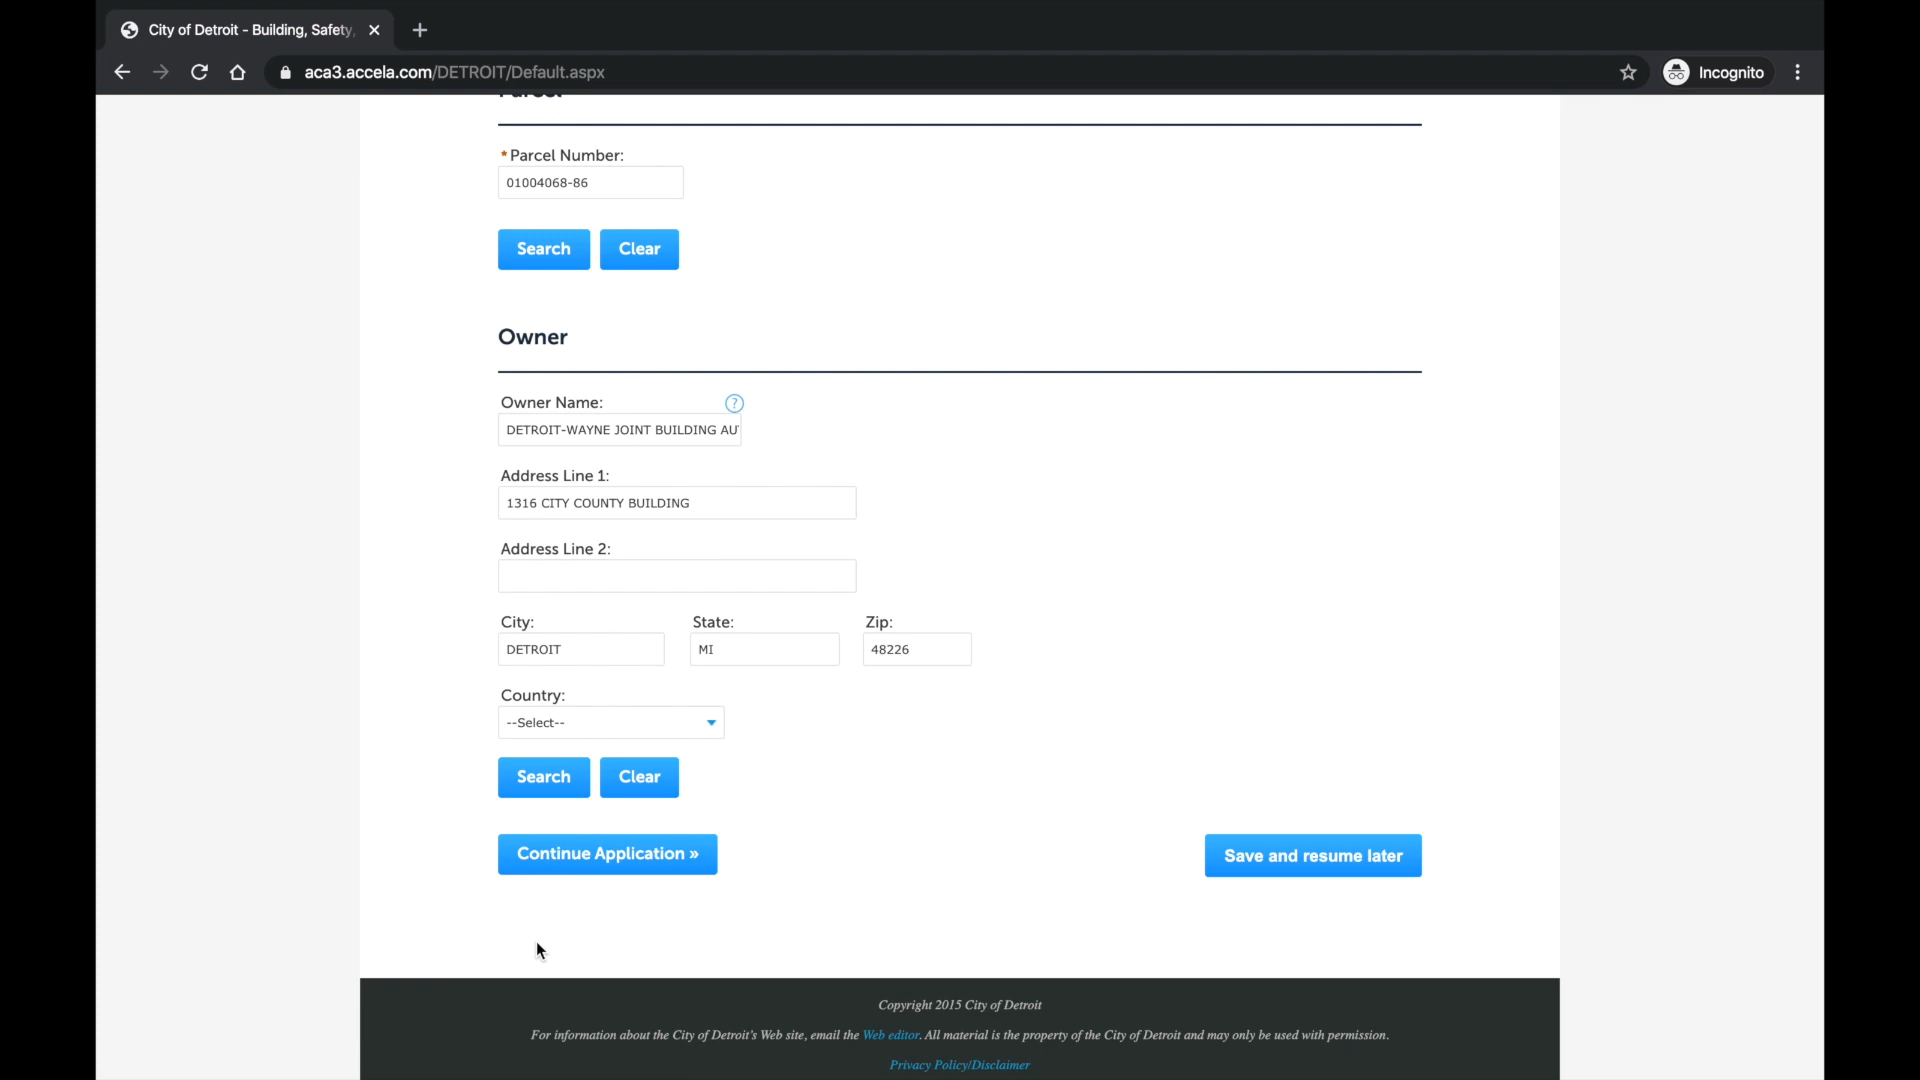 City of Detroit - Building, Safety,
aca3.accela.com/DETROIT/Default.aspx
Incognito
Parcel
* Parcel Number:
01004068-86
Search Clear
Owner
Owner Name: ?
DETROIT-WAYNE JOINT BUILDING AU
Address Line 1:
1316 CITY COUNTY BUILDING
Address Line 2:
City: State: Zip:
DETROIT MI 48226
Country:
--Select--
Search Clear
Continue Application » Save and resume later
Copyright 2015 City of Detroit
For information about the City of Detroit's Web site, email the Web editor. All material is the property of the City of Detroit and may only be used with permission.
Privacy Policy/Disclaimer